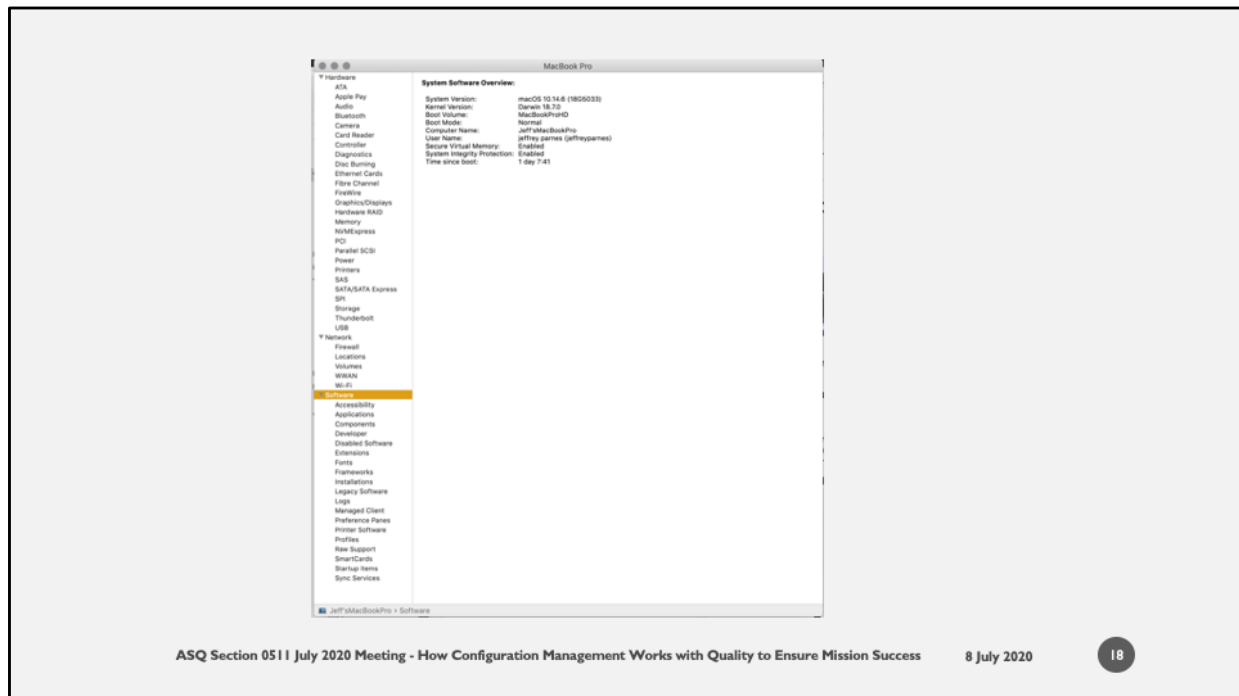 MacBook Pro
Hardware
ATA
Apple Pay
Audio
Bluetooth
Camera
Card Reader
Controller
Diagnostics
Disc Burning
Ethernet Cards
Fibre Channel
FireWire
Graphics/Displays
Hardware RAID
Memory
NVMExpress
PCI
Parallel SCSI
Power
Printers
SAS
SATA/SATA Express
SPI
Storage
Thunderbolt
USB
Network
Firewall
Locations
Volumes
WWAN
Wi-Fi
Software
Accessibility
Applications
Components
Developer
Disabled Software
Extensions
Fonts
Frameworks
Installations
Legacy Software
Logs
Managed Client
Preference Panes
Printer Software
Profiles
Raw Support
SmartCards
Startup Items
Sync Services
System Software Overview:
System Version: macOS 10.14.6 (18G5033)
Kernel Version: Darwin 18.7.0
Boot Volume: MacBookProHD
Boot Mode: Normal
Computer Name: Jeff'sMacBookPro
User Name: jeffrey parnes (jeffreyparnes)
Secure Virtual Memory: Enabled
System Integrity Protection: Enabled
Time since boot: 1 day 7:41
Jeff'sMacBookPro › Software
ASQ Section 0511 July 2020 Meeting - How Configuration Management Works with Quality to Ensure Mission Success 8 July 2020 18